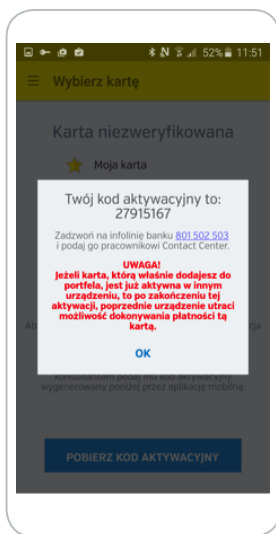 52% 11:51
Wybierz kartę
Karta niezweryfikowana
Moja karta
Twój kod aktywacyjny to:
27915167
Zadzwoń na infolinię banku 801 502 503
i podaj go pracownikowi Contact Center.
UWAGA!
Jeżeli karta, którą właśnie dodajesz do
portfela, jest już aktywna w innym
urządzeniu, to po zakończeniu tej
aktywacji, poprzednie urządzenie utraci
możliwość dokonywania płatności tą
kartą.
OK
konsultantem podaj mu kod aktywacyjny
wygenerowany poniżej przez aplikację mobilną.
POBIERZ KOD AKTYWACYJNY